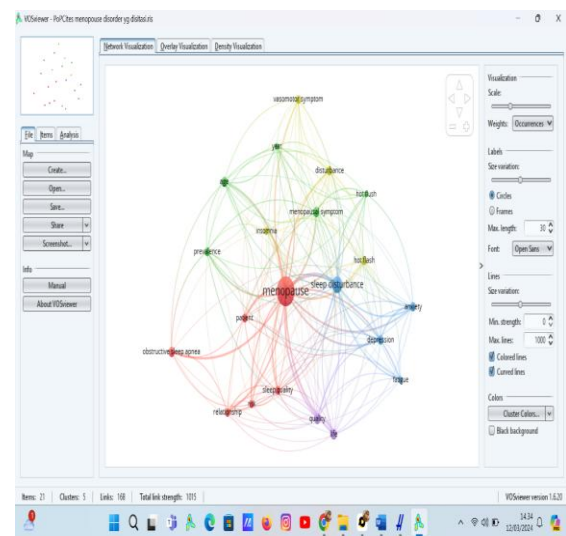 VOSviewer - PoPCites menopause disorder yg disitasi.ris
Network Visualization Overlay Visualization Density Visualization
File Items Analysis
Map
Create...
Open...
Save...
Share
Screenshot...
Info
Manual
About VOSviewer
vasomotor symptom
year
disturbance
age
hot flush
menopausal symptom
insomnia
prevalence
hot flash
sleep disturbance
menopause
anxiety
patient
depression
obstructive sleep apnea
fatigue
sleep quality
relationship
quality
life
Visualization
Scale:
Weights: Occurrences
Labels
Size variation:
Circles
Frames
Max. length: 30
Font: Open Sans
Lines
Size variation:
Min. strength: 0
Max. lines: 1000
Colored lines
Curved lines
Colors
Cluster Colors...
Black background
Items: 21 Clusters: 5 Links: 168 Total link strength: 1015
VOSviewer version 1.6.20
14.34
12/03/2024